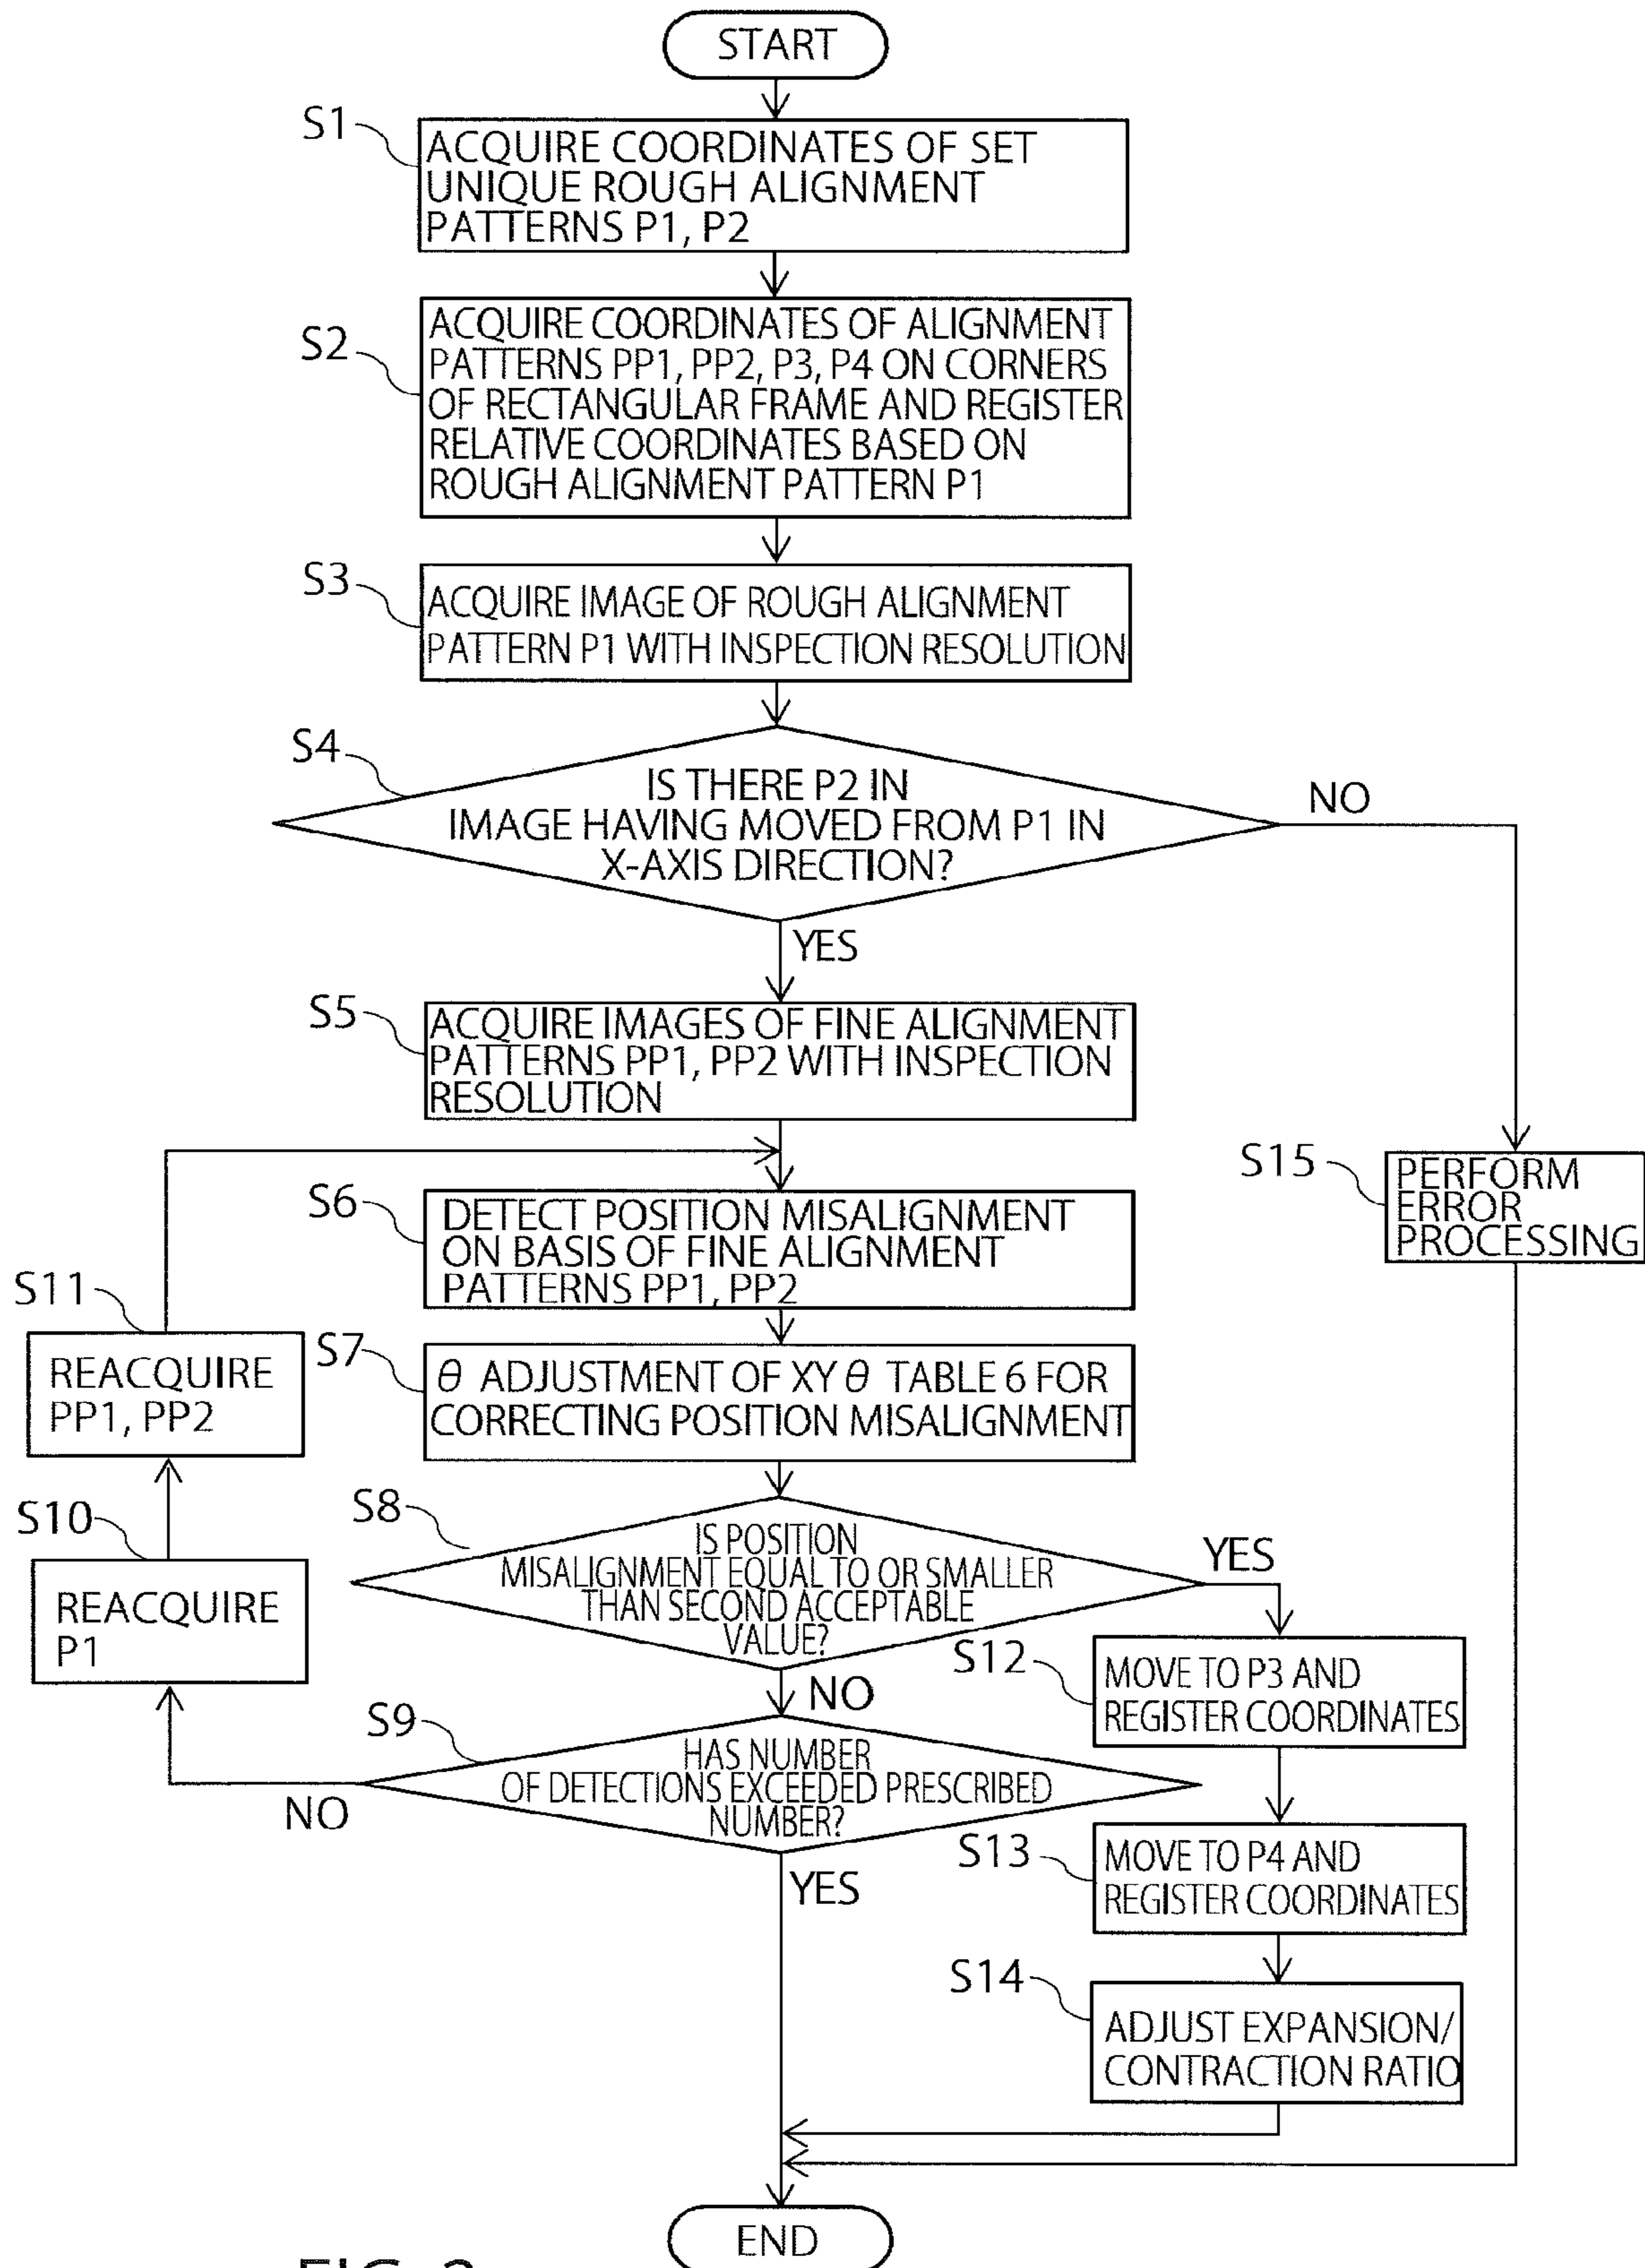 START
S1
ACQUIRE COORDINATES OF SET
UNIQUE ROUGH ALIGNMENT
PATTERNS P1, P2
S2
ACQUIRE COORDINATES OF ALIGNMENT
PATTERNS PP1, PP2, P3, P4 ON CORNERS
OF RECTANGULAR FRAME AND REGISTER
RELATIVE COORDINATES BASED ON
ROUGH ALIGNMENT PATTERN P1
S3
ACQUIRE IMAGE OF ROUGH ALIGNMENT
PATTERN P1 WITH INSPECTION RESOLUTION
S4
IS THERE P2 IN
IMAGE HAVING MOVED FROM P1 IN
X-AXIS DIRECTION?
NO
YES
S5
ACQUIRE IMAGES OF FINE ALIGNMENT
PATTERNS PP1, PP2 WITH INSPECTION
RESOLUTION
S15
PERFORM
ERROR
PROCESSING
S6
DETECT POSITION MISALIGNMENT
ON BASIS OF FINE ALIGNMENT
PATTERNS PP1, PP2
S11
REACQUIRE
PP1, PP2
S7
θ ADJUSTMENT OF XY θ TABLE 6 FOR
CORRECTING POSITION MISALIGNMENT
S10
REACQUIRE
P1
S8
IS POSITION
MISALIGNMENT EQUAL TO OR SMALLER
THAN SECOND ACCEPTABLE
VALUE?
YES
NO
S12
MOVE TO P3 AND
REGISTER COORDINATES
S9
HAS NUMBER
OF DETECTIONS EXCEEDED PRESCRIBED
NUMBER?
NO
YES
S13
MOVE TO P4 AND
REGISTER COORDINATES
S14
ADJUST EXPANSION/
CONTRACTION RATIO
END